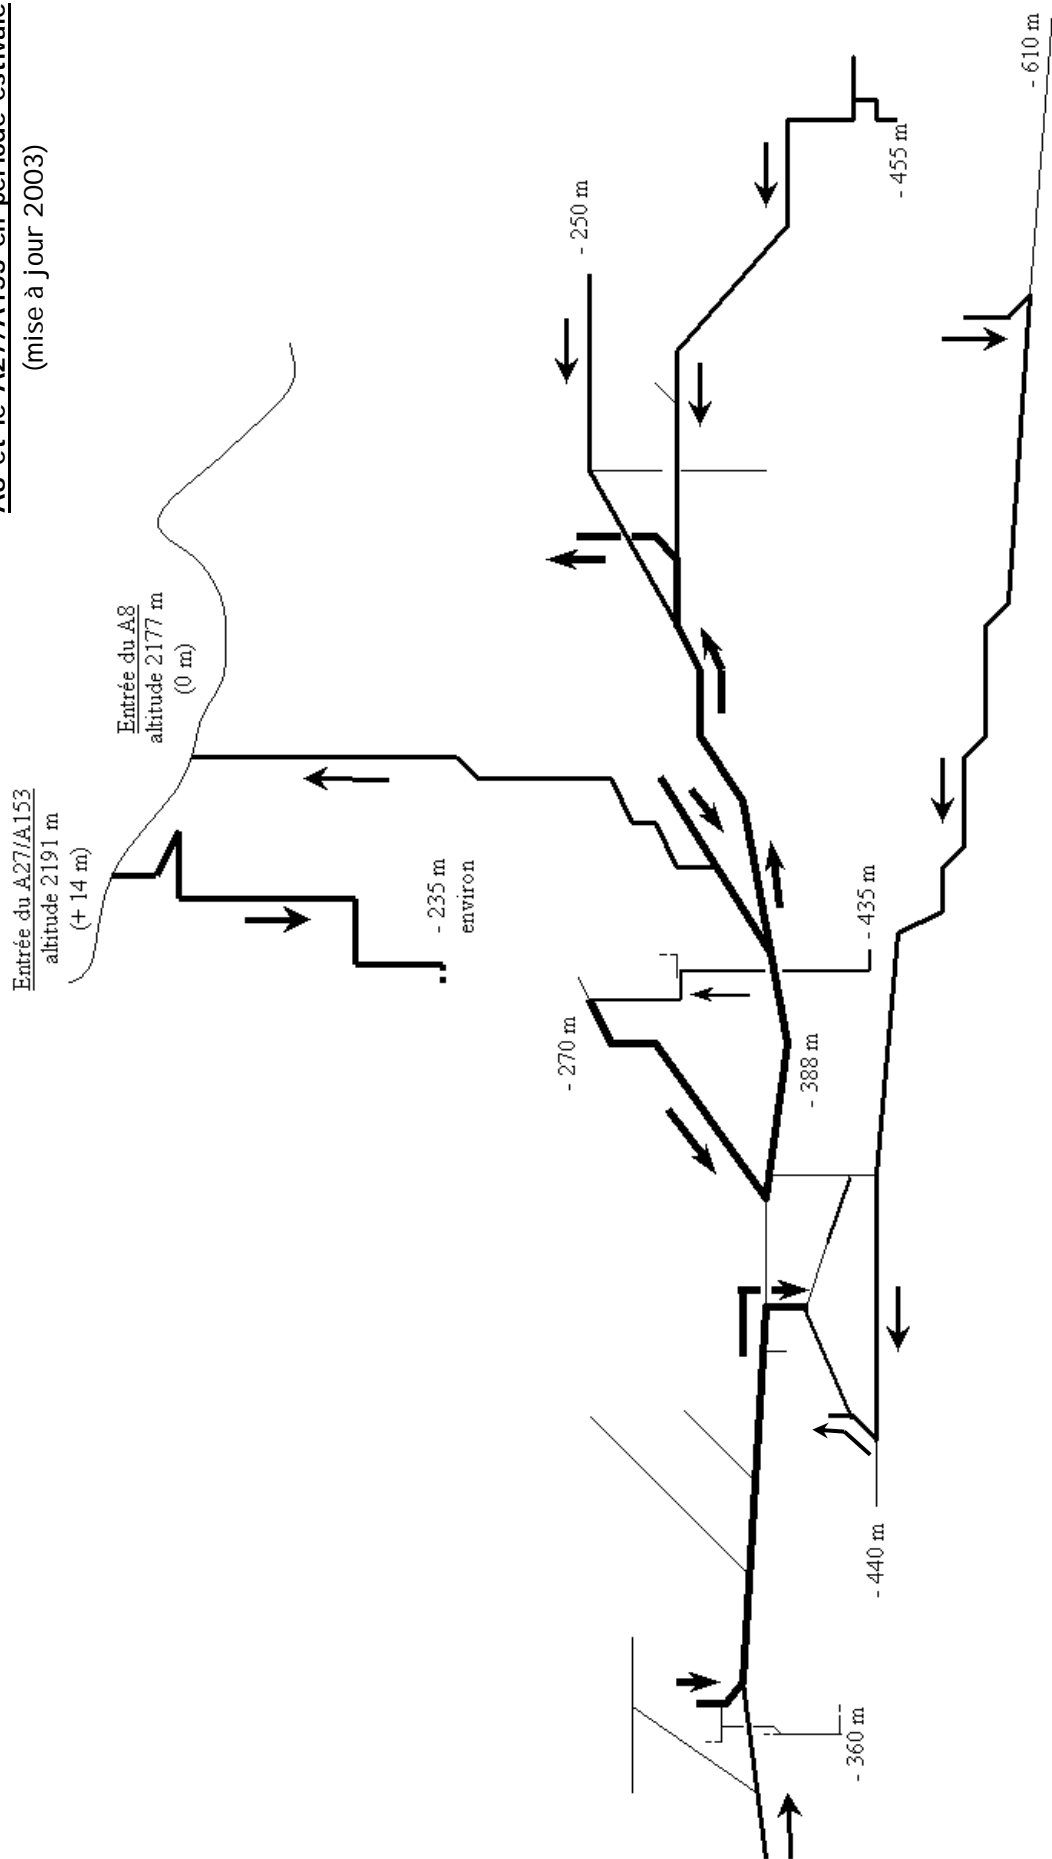 A8 et le A27/A153 en période estivale
(mise à jour 2003)
Entrée du A27/A153
altitude 2191 m
(+ 14 m)
Entrée du A8
altitude 2177 m
(0 m)
- 235 m
environ
- 270 m
- 250 m
- 388 m
- 360 m
- 435 m
- 440 m
- 455 m
- 610 m